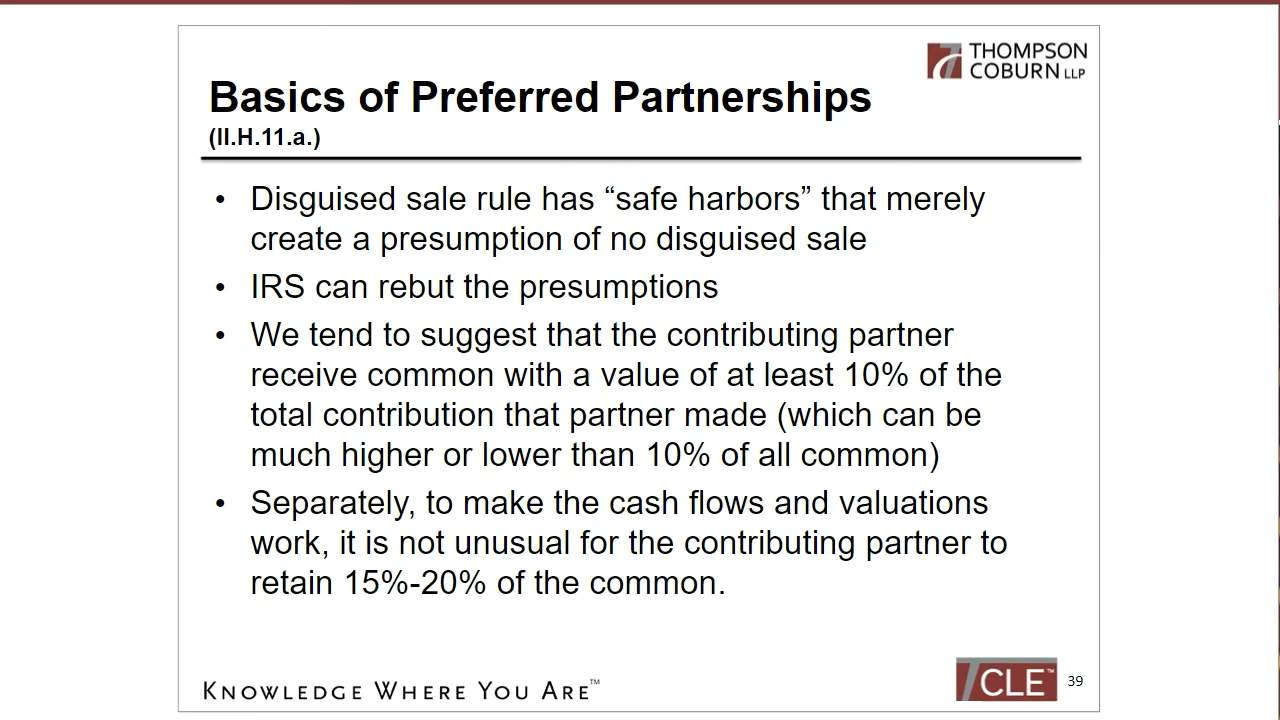 THOMPSON
COBURN LLP
Basics of Preferred Partnerships
(II.H.11.a.)
• Disguised sale rule has “safe harbors” that merely
create a presumption of no disguised sale
• IRS can rebut the presumptions
• We tend to suggest that the contributing partner
receive common with a value of at least 10% of the
total contribution that partner made (which can be
much higher or lower than 10% of all common)
• Separately, to make the cash flows and valuations
work, it is not unusual for the contributing partner to
retain 15%-20% of the common.
KNOWLEDGE WHERE YOU ARE™
TCLE™
39